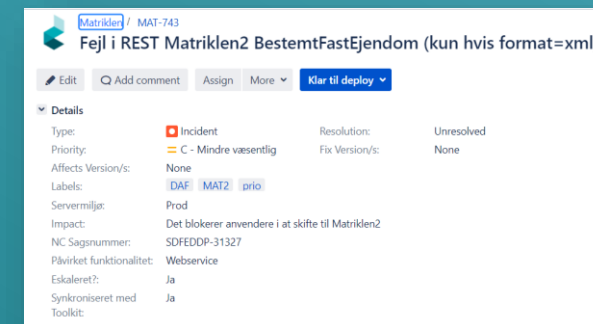 Matriklen / MAT-743
Fejl i REST Matriklen2 BestemtFastEjendom (kun hvis format=xml
Edit Add comment Assign More Klar til deploy
Details
Type: Incident Resolution: Unresolved
Priority: C - Mindre væsentlig Fix Version/s: None
Affects Version/s: None
Labels: DAF MAT2 prio
Servermiljø: Prod
Impact: Det blokerer anvendere i at skifte til Matriklen2
NC Sagsnummer: SDFEDDP-31327
Påvirket funktionalitet: Webservice
Eskaleret?: Ja
Synkroniseret med Ja
Toolkit: